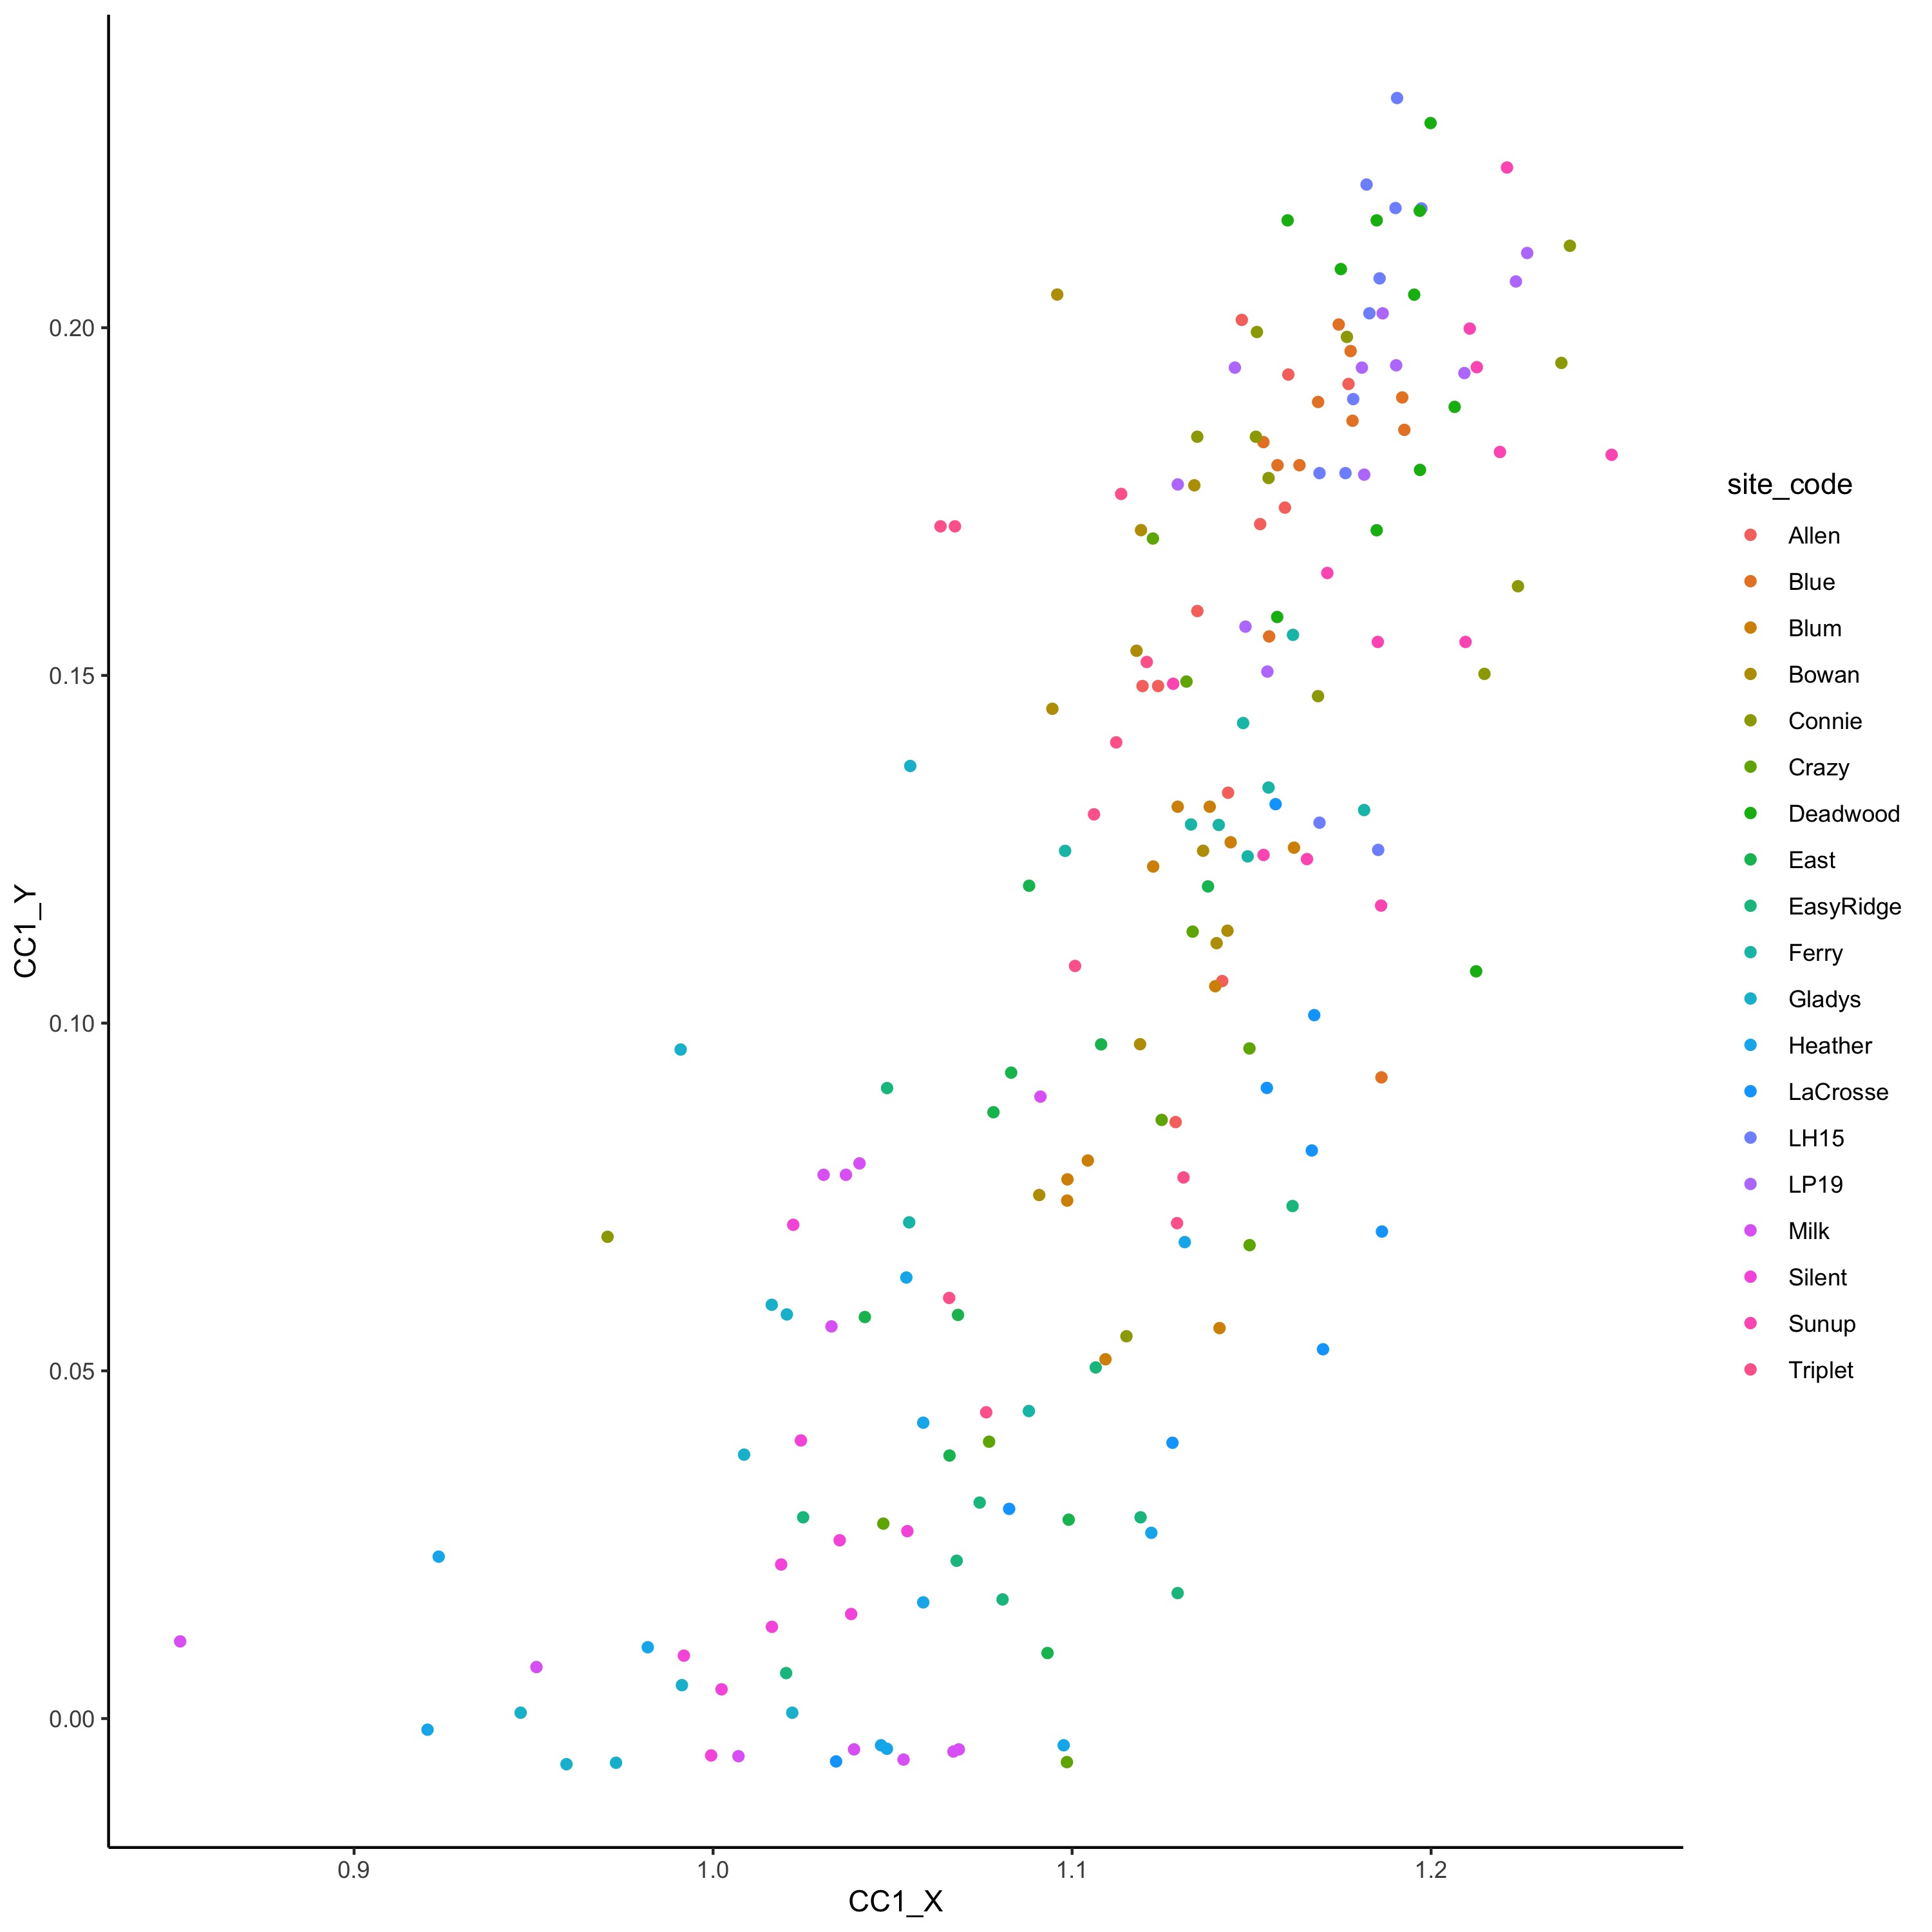 CC1_Y
0.20
0.15
0.10
0.05
0.00
0.9
1.0
1.1
1.2
CC1_X
site_code
Allen
Blue
Blum
Bowan
Connie
Crazy
Deadwood
East
EasyRidge
Ferry
Gladys
Heather
LaCrosse
LH15
LP19
Milk
Silent
Sunup
Triplet